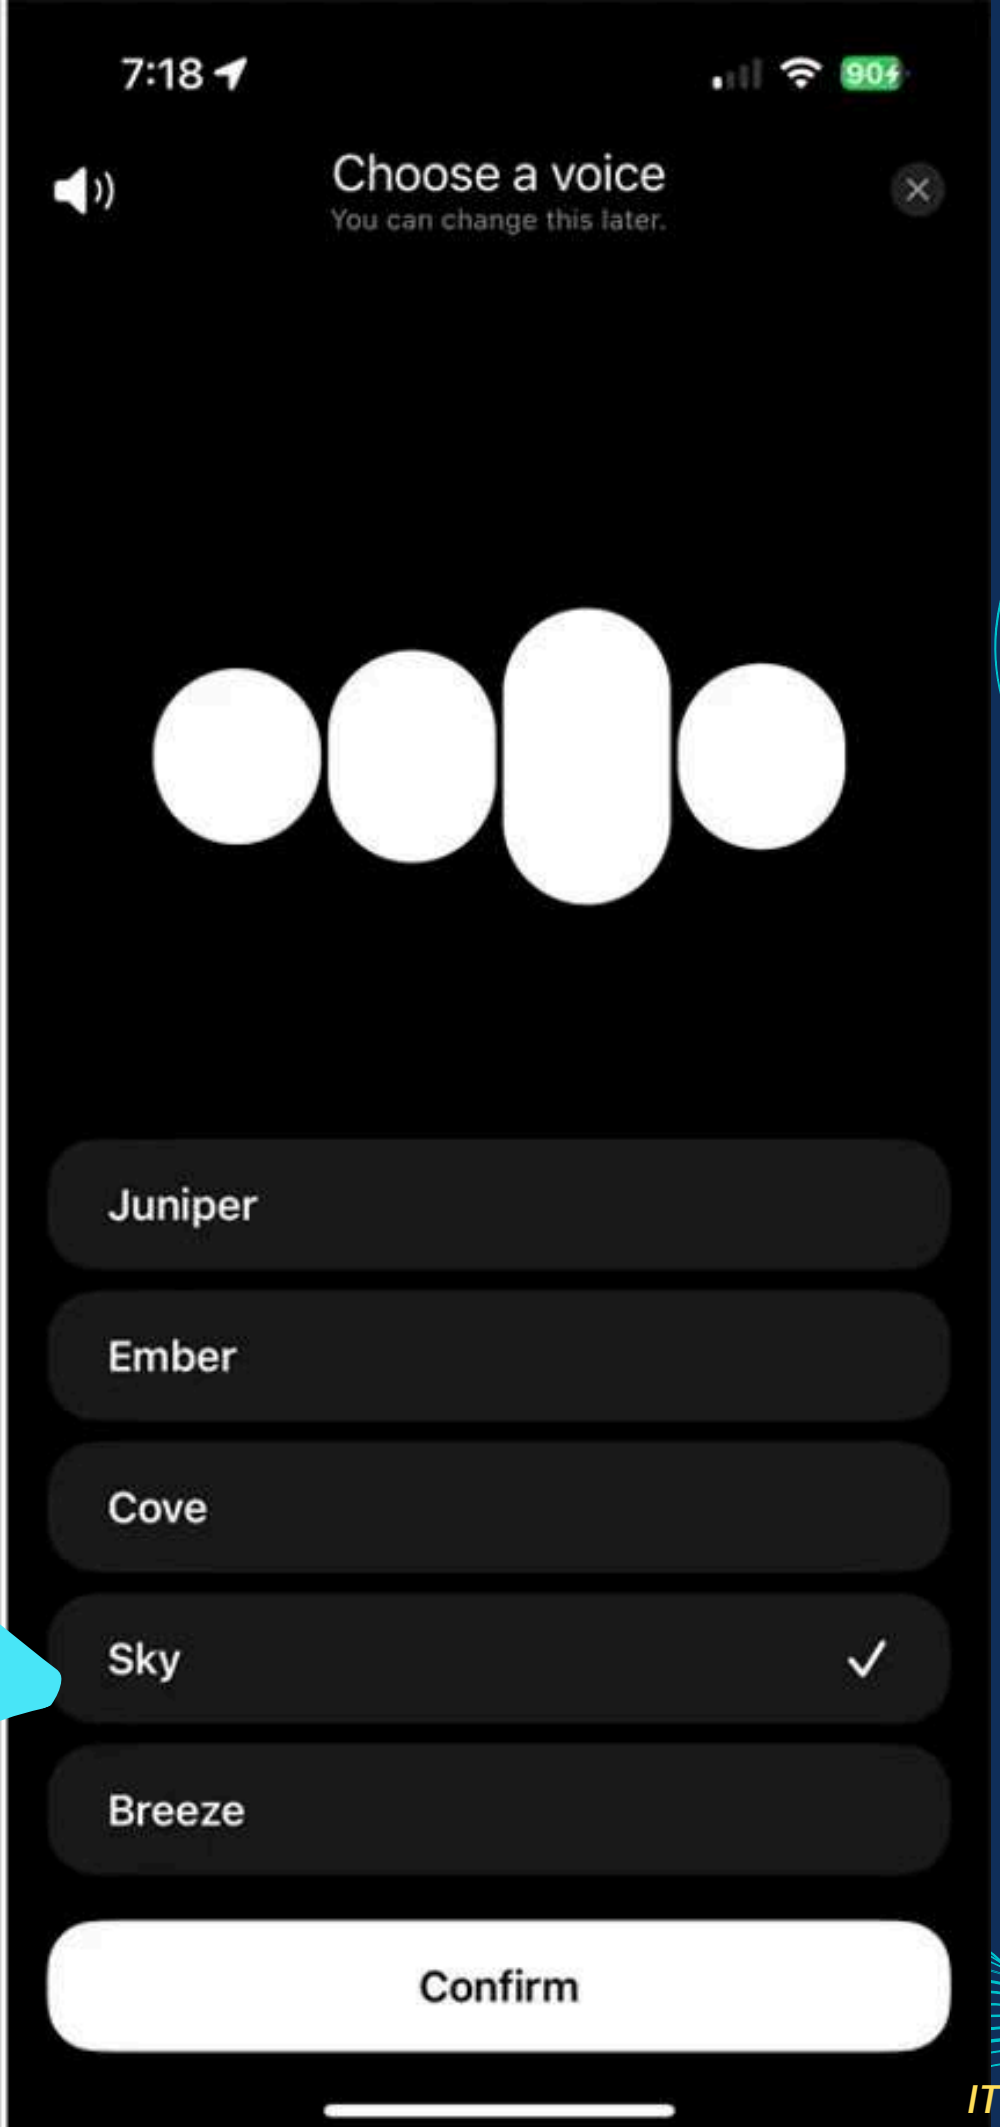 7:18
90
Choose a voice
You can change this later.
Juniper
Ember
Cove
Sky
Breeze
Confirm
IT